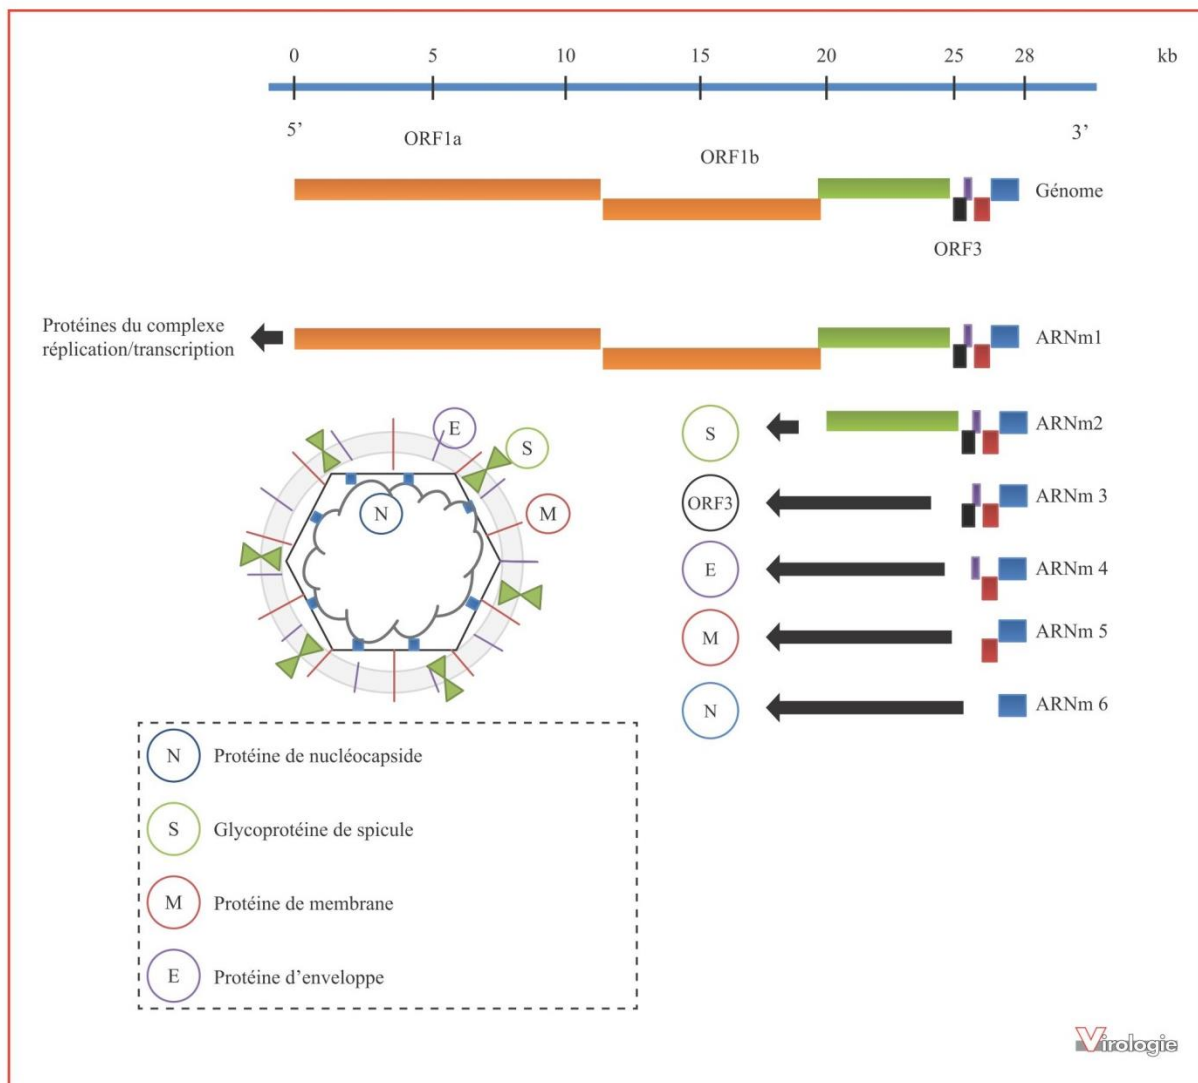 0 5 10 15 20 25 28 kb
5’ 3’
ORF1a
ORF1b
Génome
ORF3
Protéines du complexe
réplication/transcription
ARNm1
S ARNm2
ORF3 ARNm 3
E ARNm 4
M ARNm 5
N ARNm 6
E
S
N
M
N Protéine de nucléocapside
S Glycoprotéine de spicule
M Protéine de membrane
E Protéine d’enveloppe
Virologie